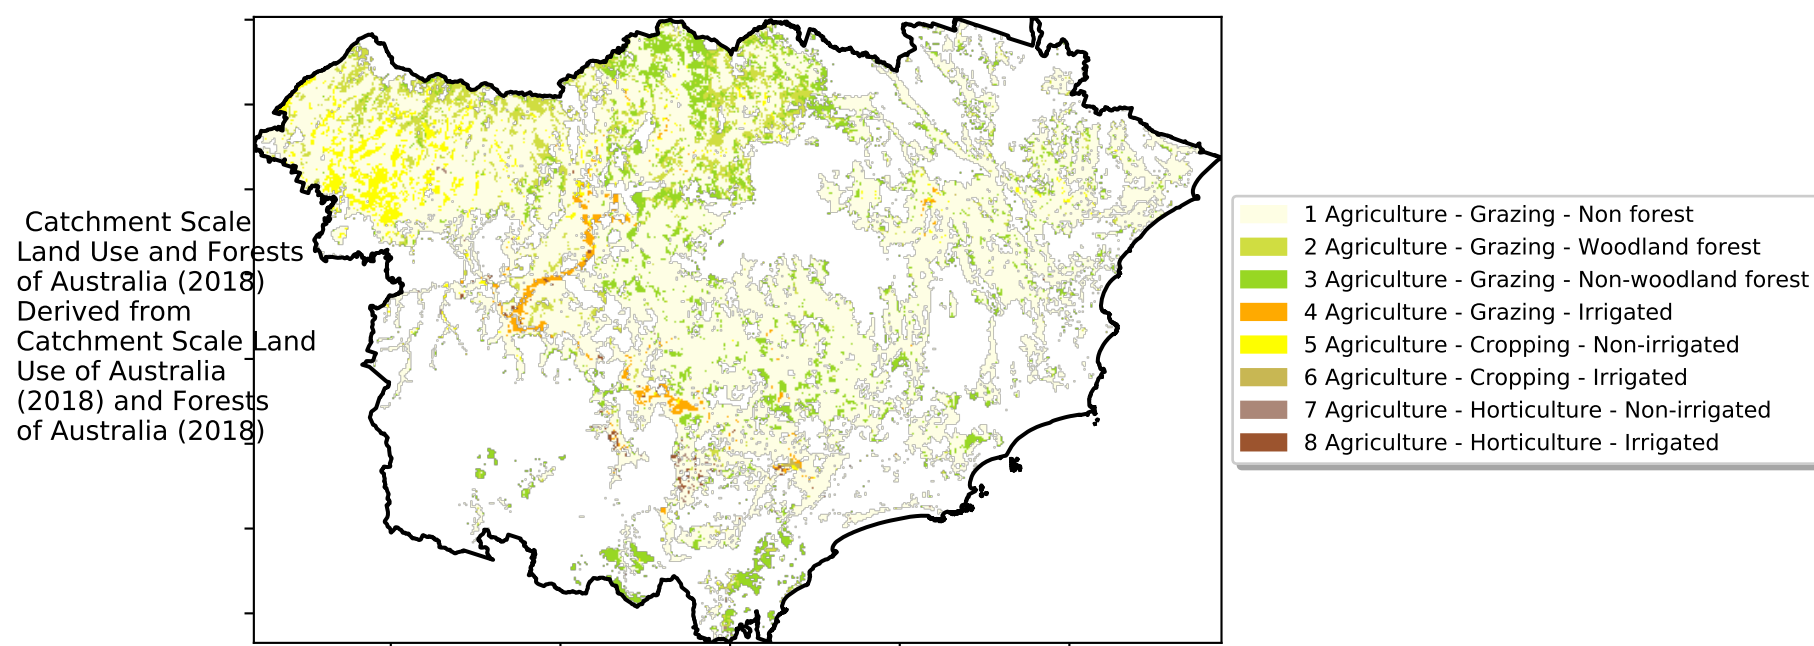 Catchment Scale
Land Use and Forests
of Australia (2018)
Derived from
Catchment Scale Land
Use of Australia
(2018) and Forests
of Australia (2018)
1 Agriculture - Grazing - Non forest
2 Agriculture - Grazing - Woodland forest
3 Agriculture - Grazing - Non-woodland forest
4 Agriculture - Grazing - Irrigated
5 Agriculture - Cropping - Non-irrigated
6 Agriculture - Cropping - Irrigated
7 Agriculture - Horticulture - Non-irrigated
8 Agriculture - Horticulture - Irrigated